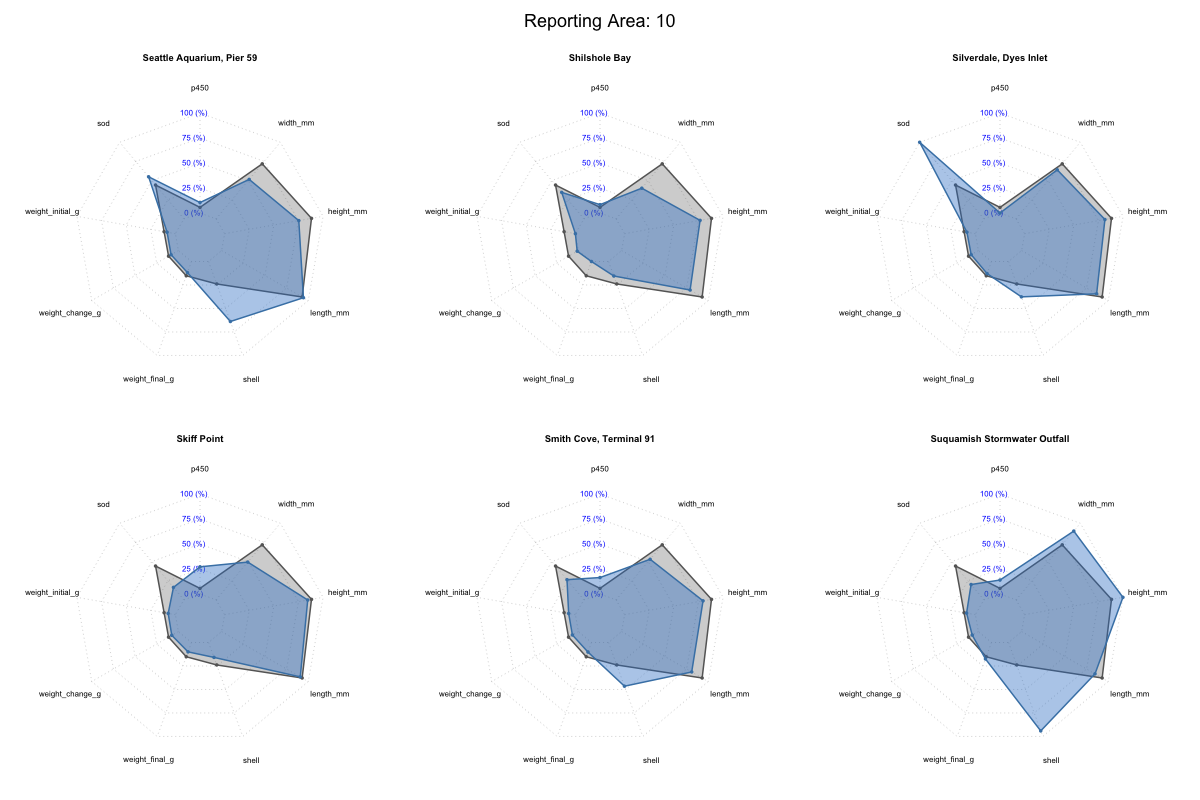 Reporting Area: 10
Seattle Aquarium, Pier 59
p450
100 (%)
sod
width_mm
75 (%)
50 (%)
25 (%)
weight_initial_g
0 (%)
height_mm
weight_change_g
length_mm
weight_final_g
shell
Shilshole Bay
p450
100 (%)
sod
width_mm
75 (%)
50 (%)
25 (%)
weight_initial_g
0 (%)
height_mm
weight_change_g
length_mm
weight_final_g
shell
Silverdale, Dyes Inlet
p450
100 (%)
sod
width_mm
75 (%)
50 (%)
25 (%)
weight_initial_g
0 (%)
height_mm
weight_change_g
length_mm
weight_final_g
shell
Skiff Point
p450
100 (%)
sod
width_mm
75 (%)
50 (%)
25 (%)
weight_initial_g
0 (%)
height_mm
weight_change_g
length_mm
weight_final_g
shell
Smith Cove, Terminal 91
p450
100 (%)
sod
width_mm
75 (%)
50 (%)
25 (%)
weight_initial_g
0 (%)
height_mm
weight_change_g
length_mm
weight_final_g
shell
Suquamish Stormwater Outfall
p450
100 (%)
sod
width_mm
75 (%)
50 (%)
25 (%)
weight_initial_g
0 (%)
height_mm
weight_change_g
length_mm
weight_final_g
shell